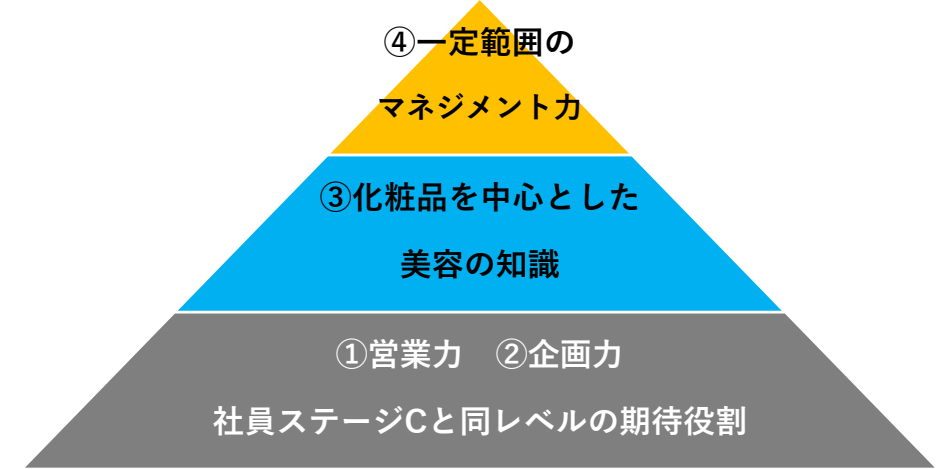 ④一定範囲の
マネジメント力
③化粧品を中心とした
美容の知識
①営業力　②企画力
社員ステージCと同レベルの期待役割